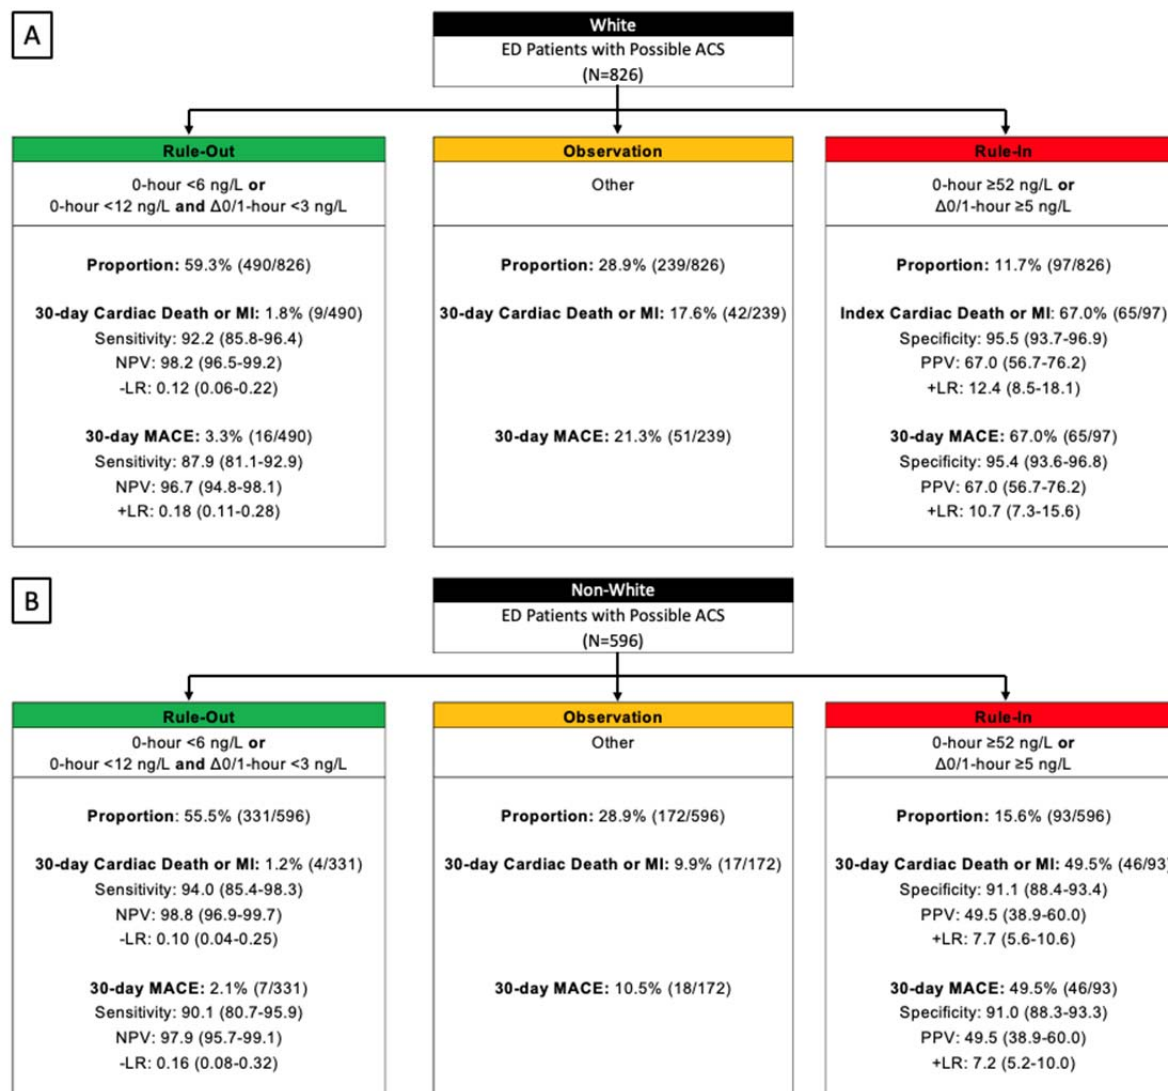 A
White
ED Patients with Possible ACS
(N=826)
Rule-Out
0-hour <6 ng/L or
0-hour <12 ng/L and Δ0/1-hour <3 ng/L
Proportion: 59.3% (490/826)
30-day Cardiac Death or MI: 1.8% (9/490)
Sensitivity: 92.2 (85.8-96.4)
NPV: 98.2 (96.5-99.2)
-LR: 0.12 (0.06-0.22)
30-day MACE: 3.3% (16/490)
Sensitivity: 87.9 (81.1-92.9)
NPV: 96.7 (94.8-98.1)
+LR: 0.18 (0.11-0.28)
Observation
Other
Proportion: 28.9% (239/826)
30-day Cardiac Death or MI: 17.6% (42/239)
30-day MACE: 21.3% (51/239)
Rule-In
0-hour ≥52 ng/L or
Δ0/1-hour ≥5 ng/L
Proportion: 11.7% (97/826)
Index Cardiac Death or MI: 67.0% (65/97)
Specificity: 95.5 (93.7-96.9)
PPV: 67.0 (56.7-76.2)
+LR: 12.4 (8.5-18.1)
30-day MACE: 67.0% (65/97)
Specificity: 95.4 (93.6-96.8)
PPV: 67.0 (56.7-76.2)
+LR: 10.7 (7.3-15.6)
B
Non-White
ED Patients with Possible ACS
(N=596)
Rule-Out
0-hour <6 ng/L or
0-hour <12 ng/L and Δ0/1-hour <3 ng/L
Proportion: 55.5% (331/596)
30-day Cardiac Death or MI: 1.2% (4/331)
Sensitivity: 94.0 (85.4-98.3)
NPV: 98.8 (96.9-99.7)
-LR: 0.10 (0.04-0.25)
30-day MACE: 2.1% (7/331)
Sensitivity: 90.1 (80.7-95.9)
NPV: 97.9 (95.7-99.1)
-LR: 0.16 (0.08-0.32)
Observation
Other
Proportion: 28.9% (172/596)
30-day Cardiac Death or MI: 9.9% (17/172)
30-day MACE: 10.5% (18/172)
Rule-In
0-hour ≥52 ng/L or
Δ0/1-hour ≥5 ng/L
Proportion: 15.6% (93/596)
30-day Cardiac Death or MI: 49.5% (46/93)
Specificity: 91.1 (88.4-93.4)
PPV: 49.5 (38.9-60.0)
+LR: 7.7 (5.6-10.6)
30-day MACE: 49.5% (46/93)
Specificity: 91.0 (88.3-93.3)
PPV: 49.5 (38.9-60.0)
+LR: 7.2 (5.2-10.0)